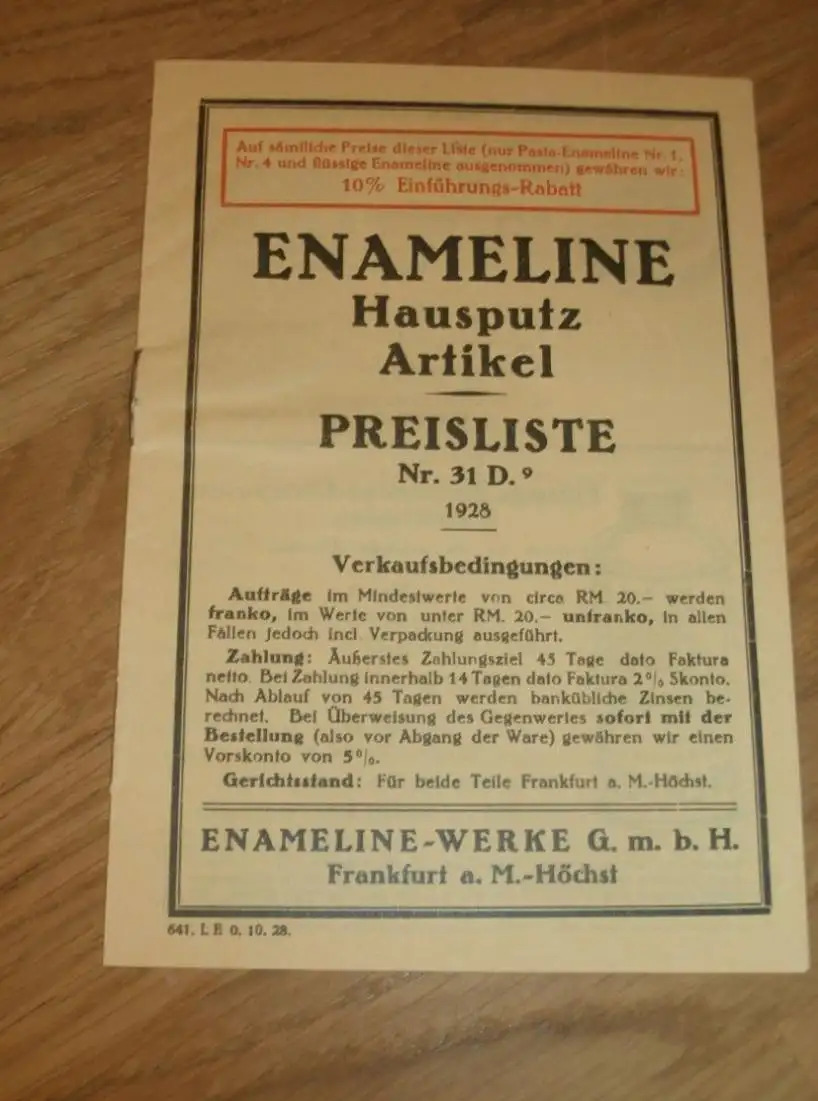 Auf sämtliche Preise dieser Liste (nur Pasta-Enameline Nr. 1,
Nr. 4 und flüssige Enameline ausgenommen) gewähren wir:
10% Einführungs-Rabatt
ENAMELINE
Hausputz
Artikel
PREISLISTE
Nr. 31 D.⁹
1928
Verkaufsbedingungen:
Aufträge im Mindestwerte von circa RM. 20.– werden
franko, im Werte von unter RM. 20.– unfranko, in allen
Fällen jedoch incl. Verpackung ausgeführt.
Zahlung: Äußerstes Zahlungsziel 45 Tage dato Faktura
netto. Bei Zahlung innerhalb 14 Tagen dato Faktura 2% Skonto.
Nach Ablauf von 45 Tagen werden bankübliche Zinsen be-
rechnet. Bei Überweisung des Gegenwertes sofort mit der
Bestellung (also vor Abgang der Ware) gewähren wir einen
Vorskonto von 5%.
Gerichtsstand: Für beide Teile Frankfurt a. M.-Höchst.
ENAMELINE-WERKE G. m. b. H.
Frankfurt a. M.-Höchst
641. L E 0. 10. 28.